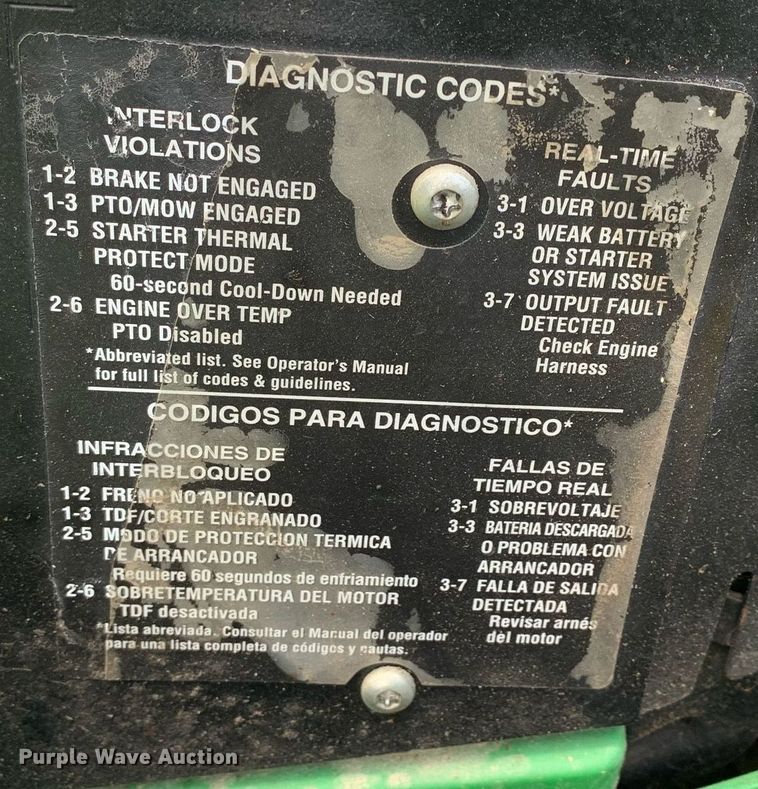 DIAGNOSTIC CODES*
INTERLOCK
VIOLATIONS
1-2 BRAKE NOT ENGAGED
1-3 PTO/MOW ENGAGED
2-5 STARTER THERMAL
PROTECT MODE
60-second Cool-Down Needed
2-6 ENGINE OVER TEMP
PTO Disabled
REAL-TIME
FAULTS
3-1 OVER VOLTAGE
3-3 WEAK BATTERY
OR STARTER
SYSTEM ISSUE
3-7 OUTPUT FAULT
DETECTED
Check Engine
Harness
*Abbreviated list. See Operator's Manual
for full list of codes & guidelines.
CODIGOS PARA DIAGNOSTICO*
INFRACCIONES DE
INTERBLOQUEO
1-2 FRENO NO APLICADO
1-3 TDF/CORTE ENGRANADO
2-5 MODO DE PROTECCION TERMICA
DE ARRANCADOR
Requiere 60 segundos de enfriamiento
2-6 SOBRETEMPERATURA DEL MOTOR
TDF desactivada
FALLAS DE
TIEMPO REAL
3-1 SOBREVOLTAJE
3-3 BATERIA DESCARGADA
O PROBLEMA CON
ARRANCADOR
3-7 FALLA DE SALIDA
DETECTADA
Revisar arnés
del motor
*Lista abreviada. Consultar el Manual del operador
para una lista completa de códigos y pautas.
Purple Wave Auction